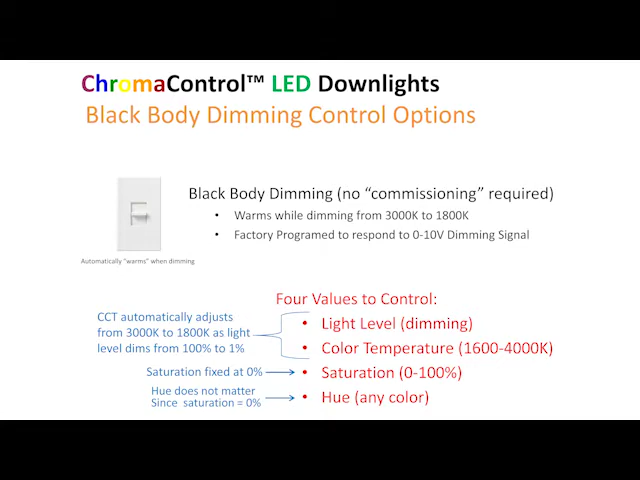 ChromaControl™ LED Downlights
Black Body Dimming Control Options
Black Body Dimming (no “commissioning” required)
• Warms while dimming from 3000K to 1800K
• Factory Programed to respond to 0-10V Dimming Signal
Automatically “warms” when dimming
Four Values to Control:
CCT automatically adjusts
from 3000K to 1800K as light
level dims from 100% to 1%
• Light Level (dimming)
• Color Temperature (1600-4000K)
Saturation fixed at 0%
• Saturation (0-100%)
Hue does not matter
Since saturation = 0%
• Hue (any color)